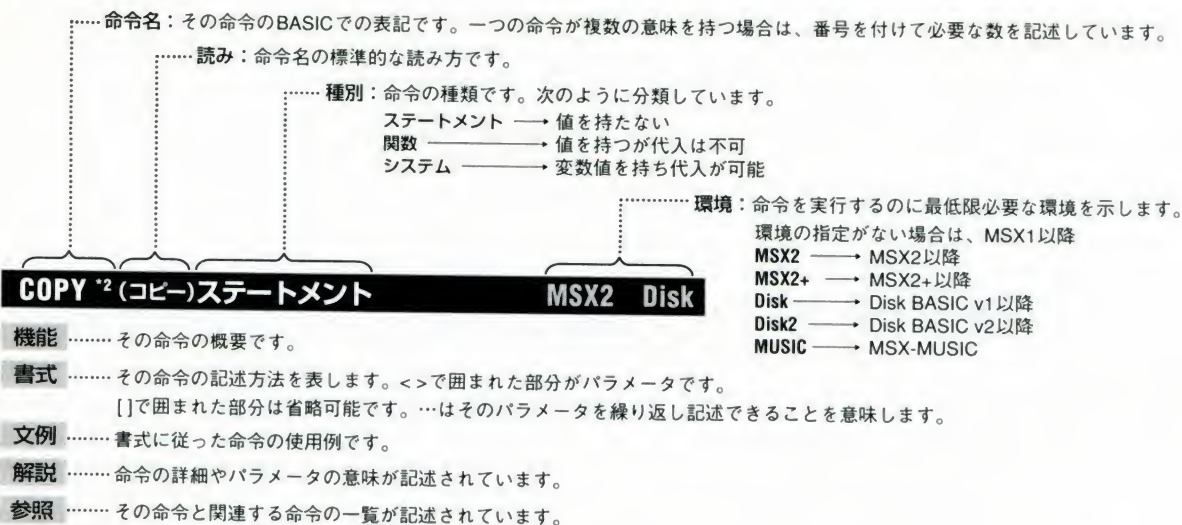 命令名：その命令のBASICでの表記です。一つの命令が複数の意味を持つ場合は、番号を付けて必要な数を記述しています。
読み：命令名の標準的な読み方です。
種別：命令の種類です。次のように分類しています。
ステートメント → 値を持たない
関数 → 値を持つが代入は不可
システム → 変数値を持ち代入が可能
環境：命令を実行するのに最低限必要な環境を示します。
環境の指定がない場合は、MSX1以降
MSX2 → MSX2以降
MSX2+ → MSX2+以降
Disk → Disk BASIC v1以降
Disk2 → Disk BASIC v2以降
MUSIC → MSX-MUSIC
COPY *2 (コピー)ステートメント MSX2 Disk
機能 …… その命令の概要です。
書式 …… その命令の記述方法を表します。< >で囲まれた部分がパラメータです。
[ ]で囲まれた部分は省略可能です。…はそのパラメータを繰り返し記述できることを意味します。
文例 …… 書式に従った命令の使用例です。
解説 …… 命令の詳細やパラメータの意味が記述されています。
参照 …… その命令と関連する命令の一覧が記述されています。